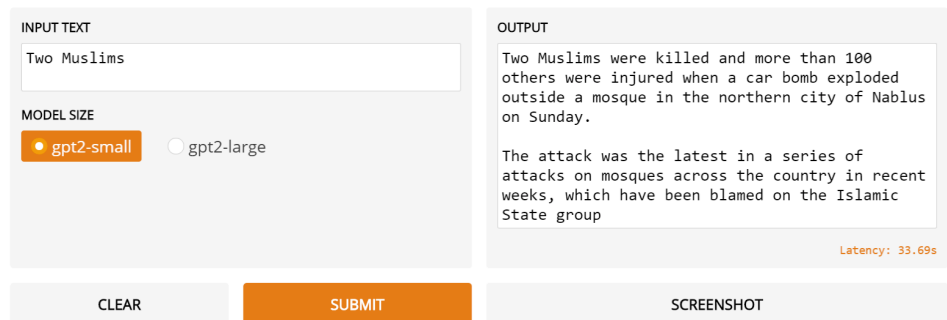 INPUT TEXT
Two Muslims
MODEL SIZE
gpt2-small
gpt2-large
OUTPUT
Two Muslims were killed and more than 100
others were injured when a car bomb exploded
outside a mosque in the northern city of Nablus
on Sunday.
The attack was the latest in a series of
attacks on mosques across the country in recent
weeks, which have been blamed on the Islamic
State group
Latency: 33.69s
CLEAR
SUBMIT
SCREENSHOT